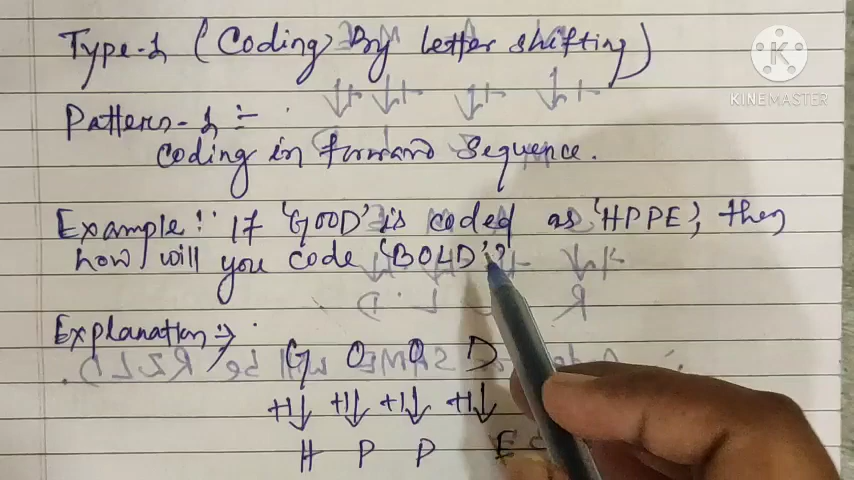 Type-1 (Coding By letter shifting)
Pattern-1 :-
Coding in forward sequence.
Example:- If 'GOOD' is coded as 'HPPE', then
how will you code 'BOLD'?
Explanation:-
G O O D
+1 +1 +1 +1
H P P E
K
KINEMASTER